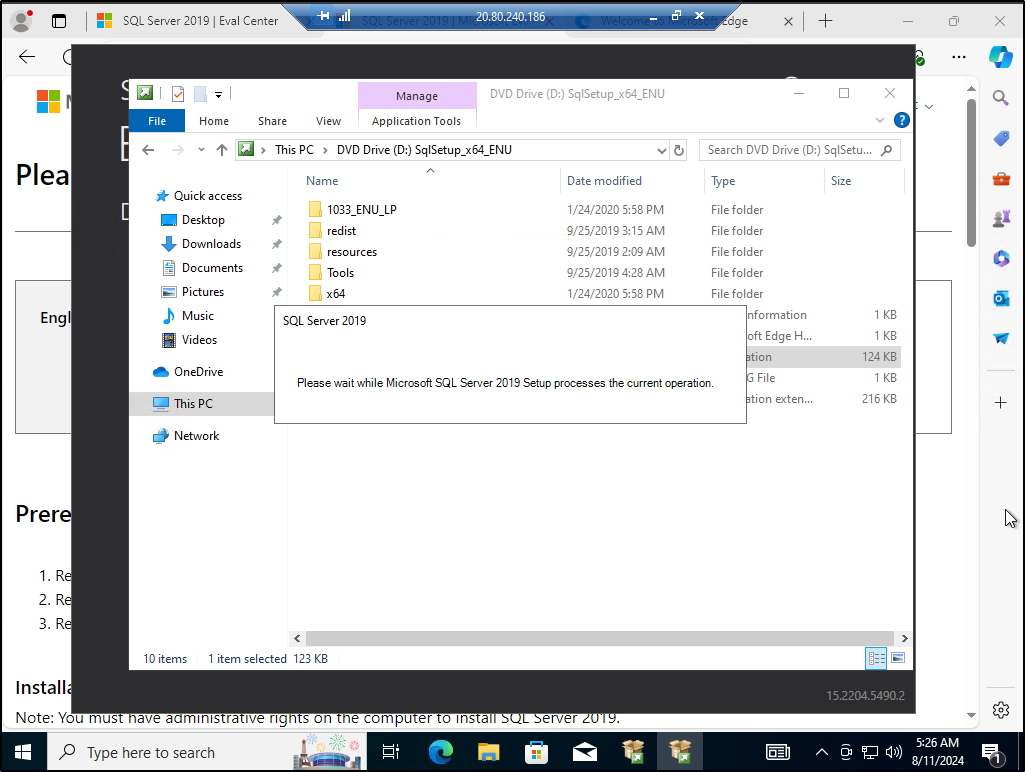 SQL Server 2019 | Eval Center
20.80.240.186
SQL Server 2019 | M
Welcome to Microsoft Edge
Manage
DVD Drive (D:) SqlSetup_x64_ENU
File
Home
Share
View
Application Tools
This PC
DVD Drive (D:) SqlSetup_x64_ENU
Search DVD Drive (D:) SqlSetu...
Plea
Name
Date modified
Type
Size
Quick access
Desktop
Downloads
Documents
Pictures
Music
Videos
OneDrive
This PC
Network
1033_ENU_LP 1/24/2020 5:58 PM File folder
redist 9/25/2019 3:15 AM File folder
resources 9/25/2019 2:09 AM File folder
Tools 9/25/2019 4:28 AM File folder
x64 1/24/2020 5:58 PM File folder
nformation 1 KB
oft Edge H... 1 KB
ation 124 KB
G File 1 KB
ation exten... 216 KB
Engl
SQL Server 2019
Please wait while Microsoft SQL Server 2019 Setup processes the current operation.
Prere
1. Re
2. Re
3. Re
10 items
1 item selected 123 KB
Installa
15.2204.5490.2
Note: You must have administrative rights on the computer to install SQL Server 2019.
Type here to search
5:26 AM
8/11/2024
1